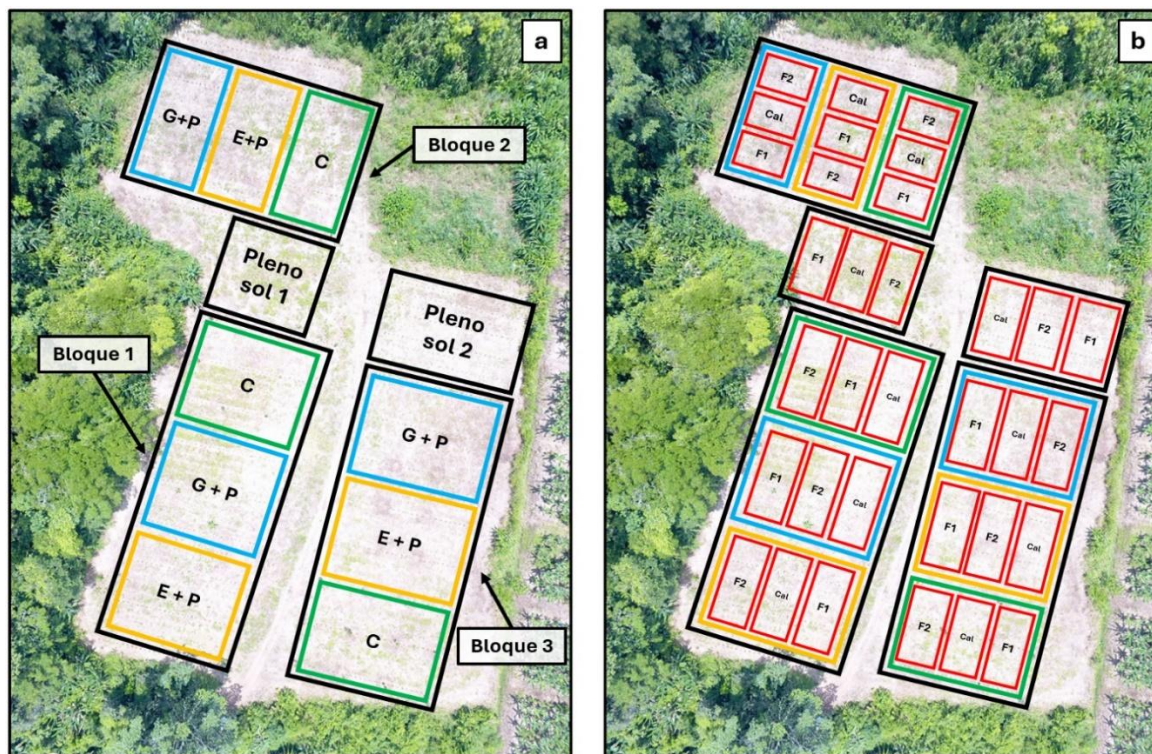 a
G+P
E+P
C
Bloque 2
Pleno
sol 1
Pleno
sol 2
Bloque 1
C
G + P
G + P
E + P
E + P
C
Bloque 3
b
F2
Cal
F1
Cal
F1
F2
F2
Cal
F1
F1
Cal
F2
Cal
F2
F1
F2
F1
Cal
F1
Cal
F2
F1
F2
Cal
F1
F2
Cal
F2
Cal
F1
F2
Cal
F1